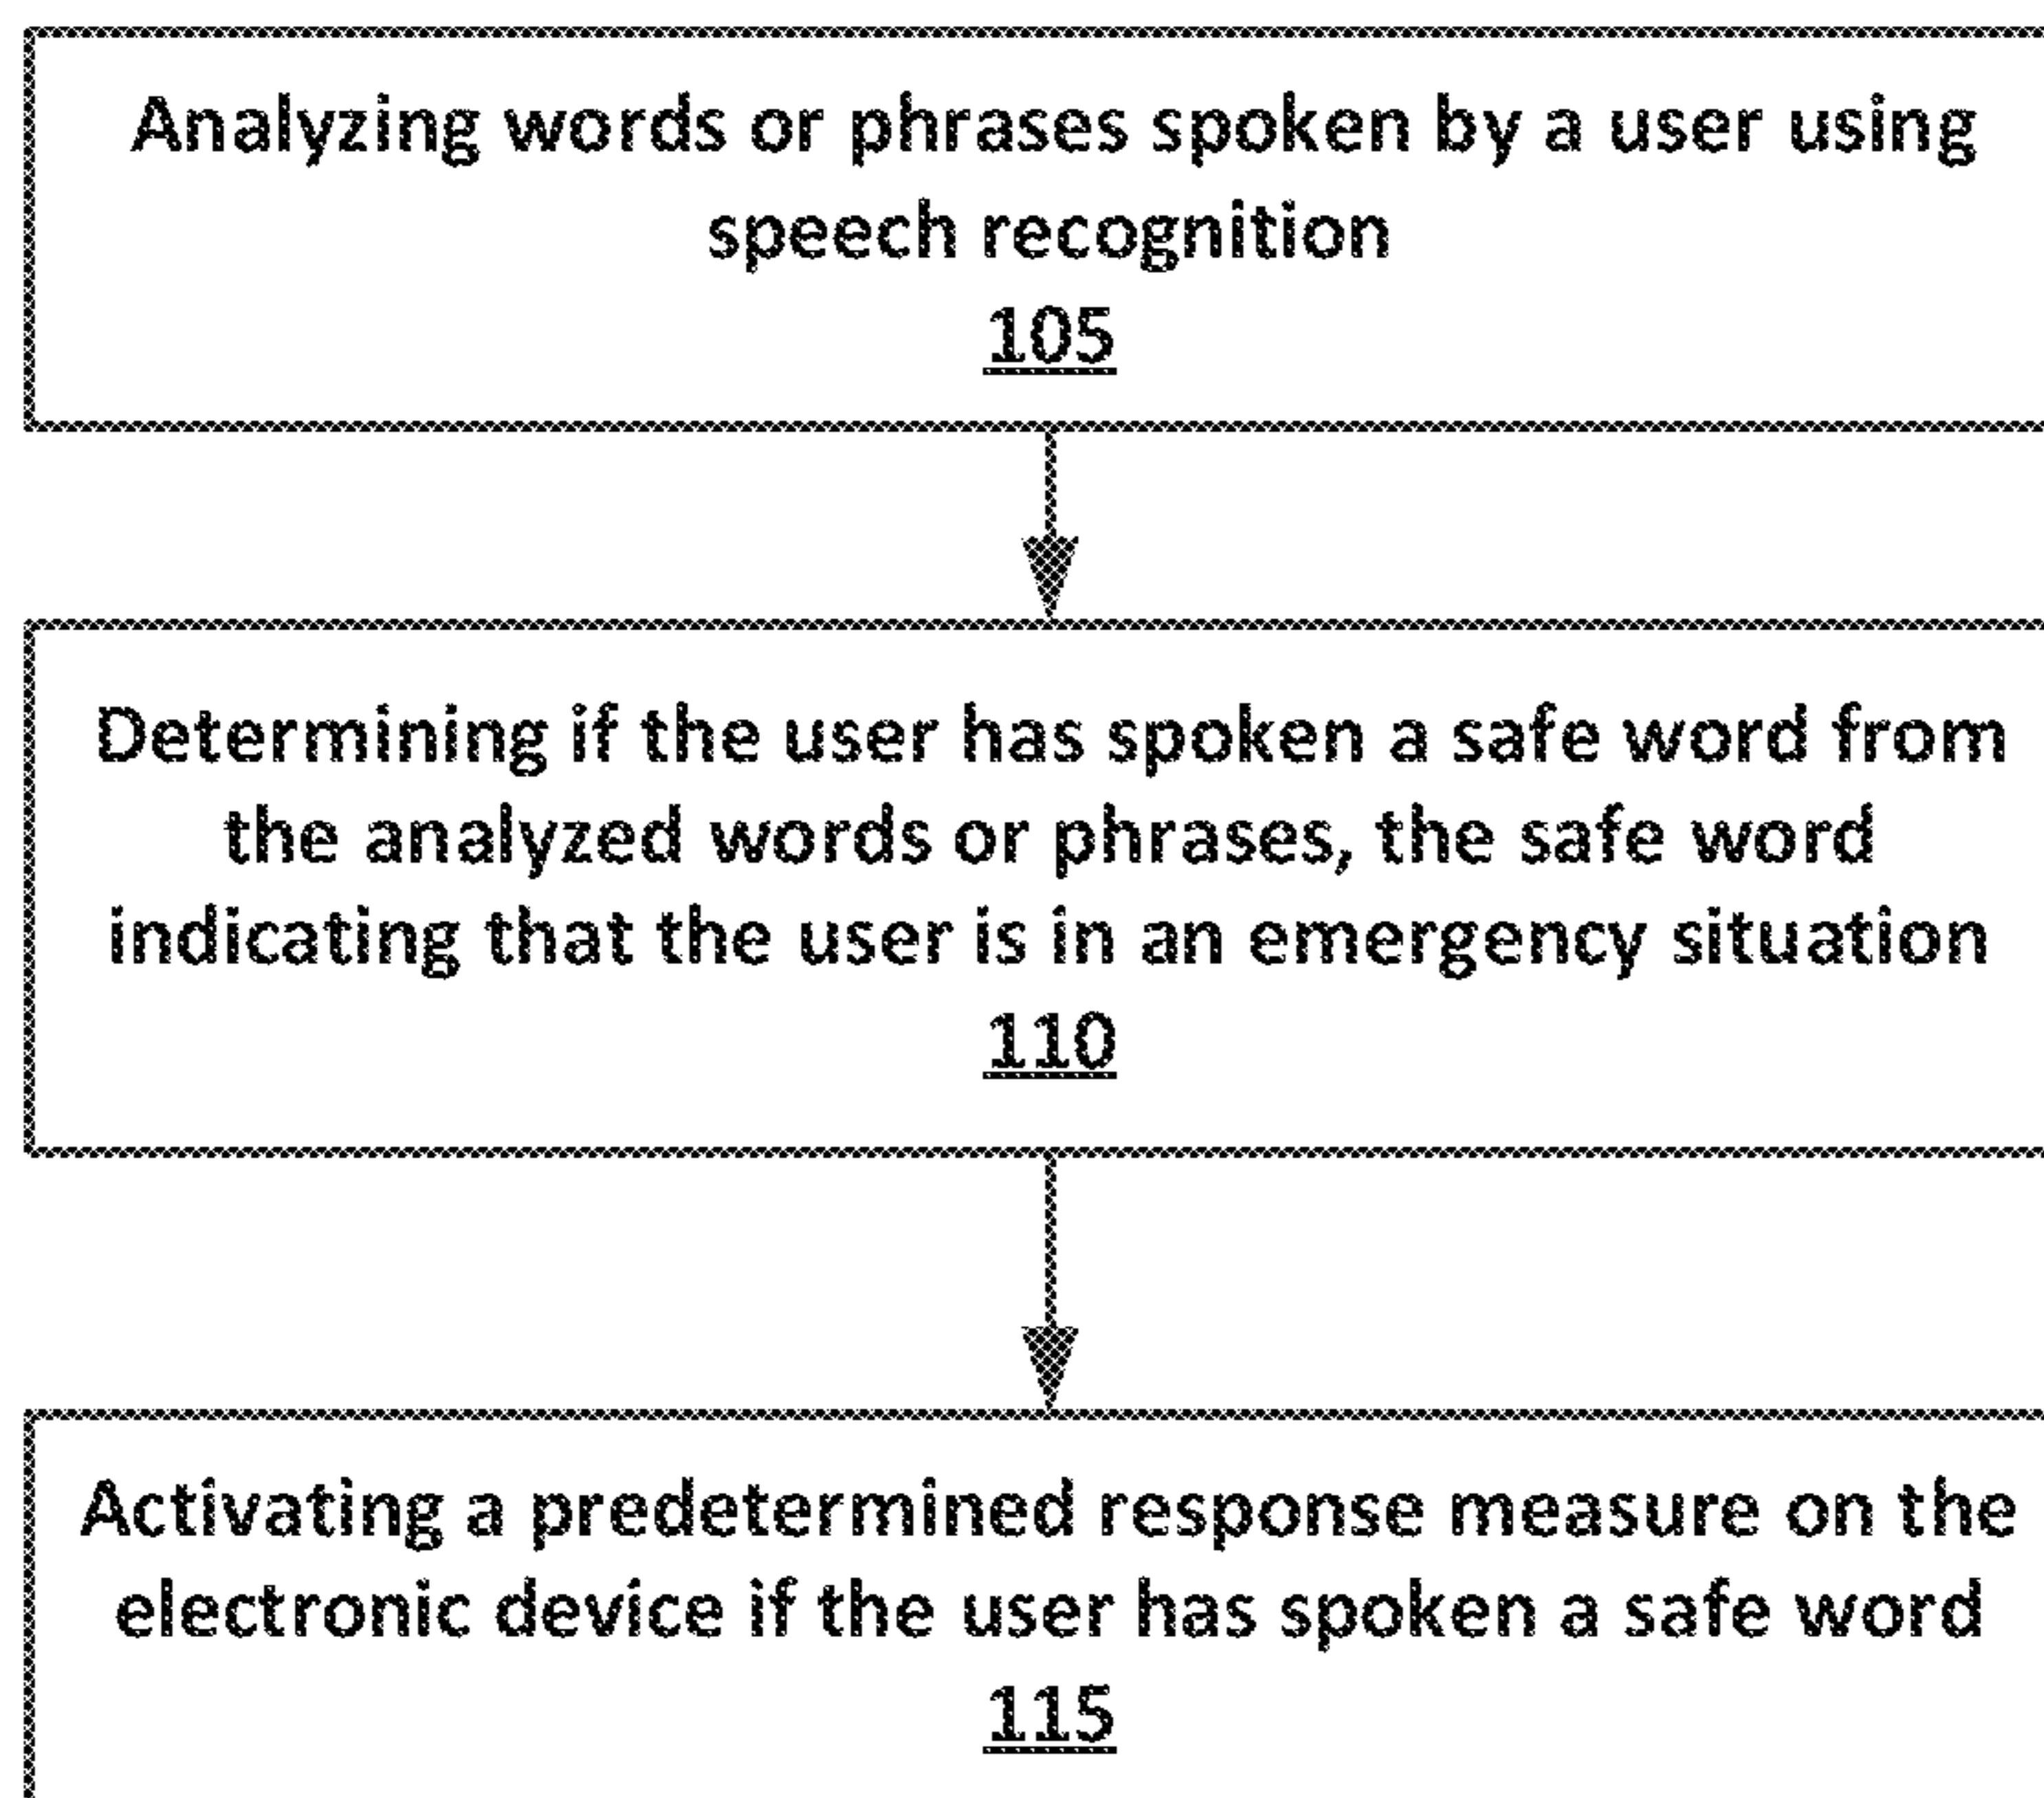 Analyzing words or phrases spoken by a user using
speech recognition
105
Determining if the user has spoken a safe word from
the analyzed words or phrases, the safe word
indicating that the user is in an emergency situation
110
Activating a predetermined response measure on the
electronic device if the user has spoken a safe word
115